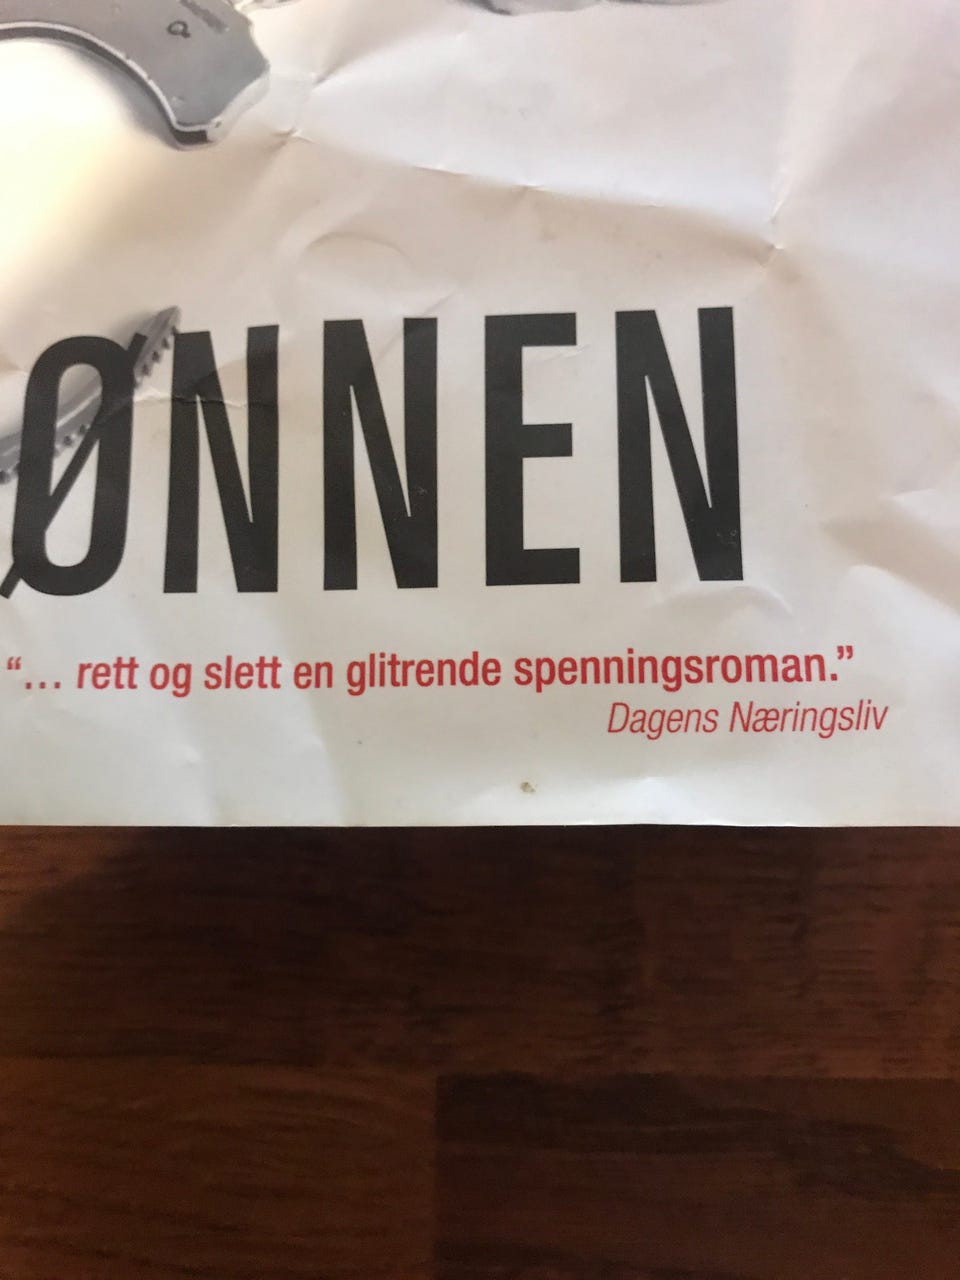 ØNNEN
“... rett og slett en glitrende spenningsroman.”
Dagens Næringsliv